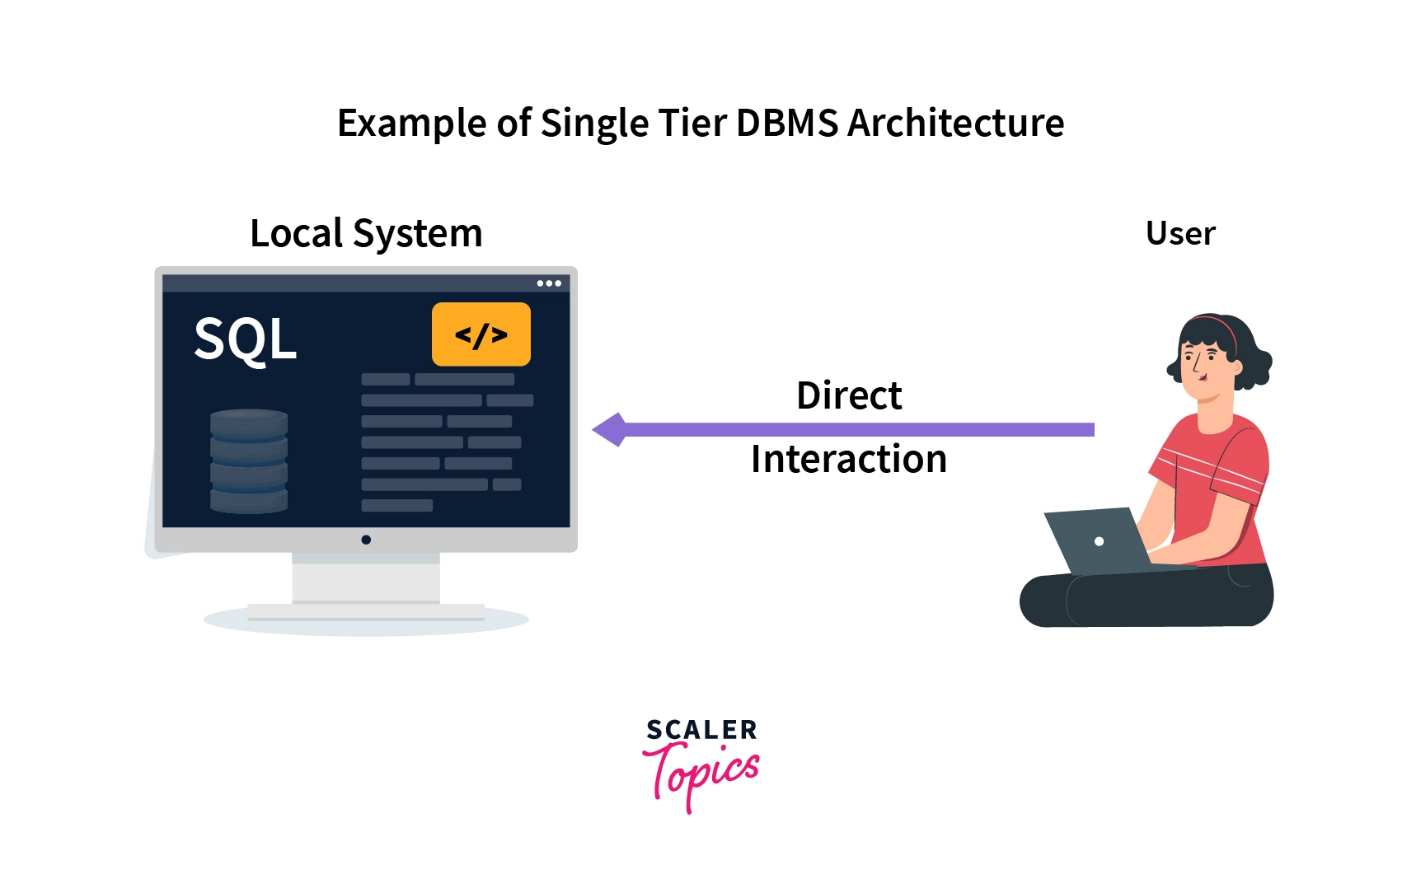 Example of Single Tier DBMS Architecture
Local System
User
SQL
</>
Direct
Interaction
SCALER
Topics